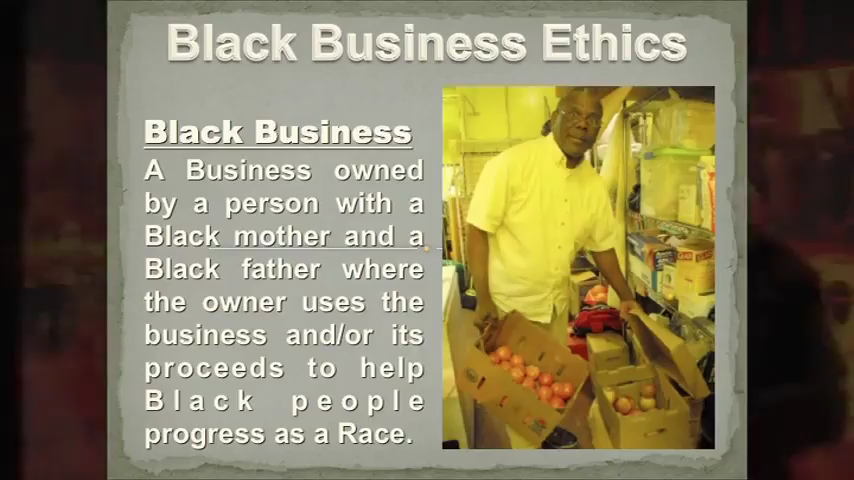 Black Business Ethics
Black Business
A Business owned
by a person with a
Black mother and a
Black father where
the owner uses the
business and/or its
proceeds to help
Black people
progress as a Race.